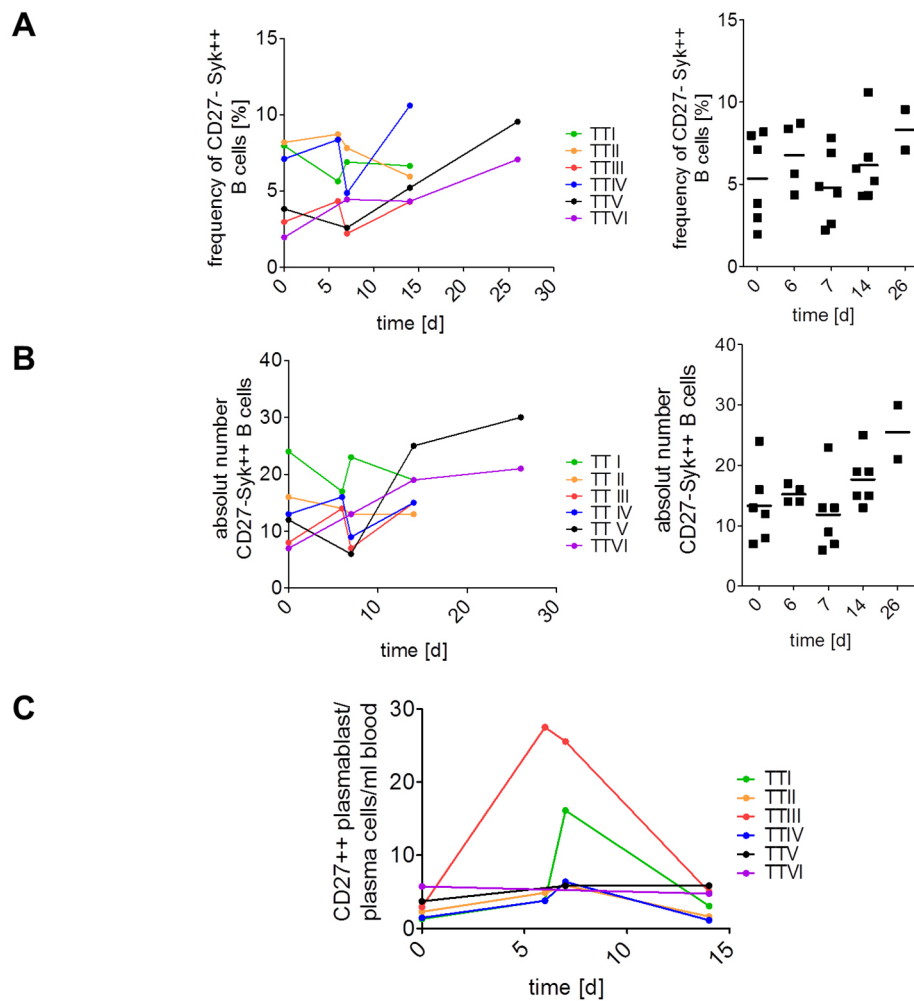 A
frequency of CD27- Syk++
B cells [%]
15
10
5
0
0 5 10 15 20 25 30
time [d]
TTI
TTII
TTIII
TTIV
TTV
TTVI
frequency of CD27- Syk++
B cells [%]
15
10
5
0
0 6 7 14 26
time [d]
B
absolut number
CD27-Syk++ B cells
40
30
20
10
0
0 10 20 30
time [d]
TT I
TT II
TT III
TT IV
TT V
TTVI
absolut number
CD27-Syk++ B cells
40
30
20
10
0
0 6 7 14 26
time [d]
C
CD27++ plasmablast/
plasma cells/ml blood
30
20
10
0
0 5 10 15
time [d]
TTI
TTII
TTIII
TTIV
TTV
TTVI